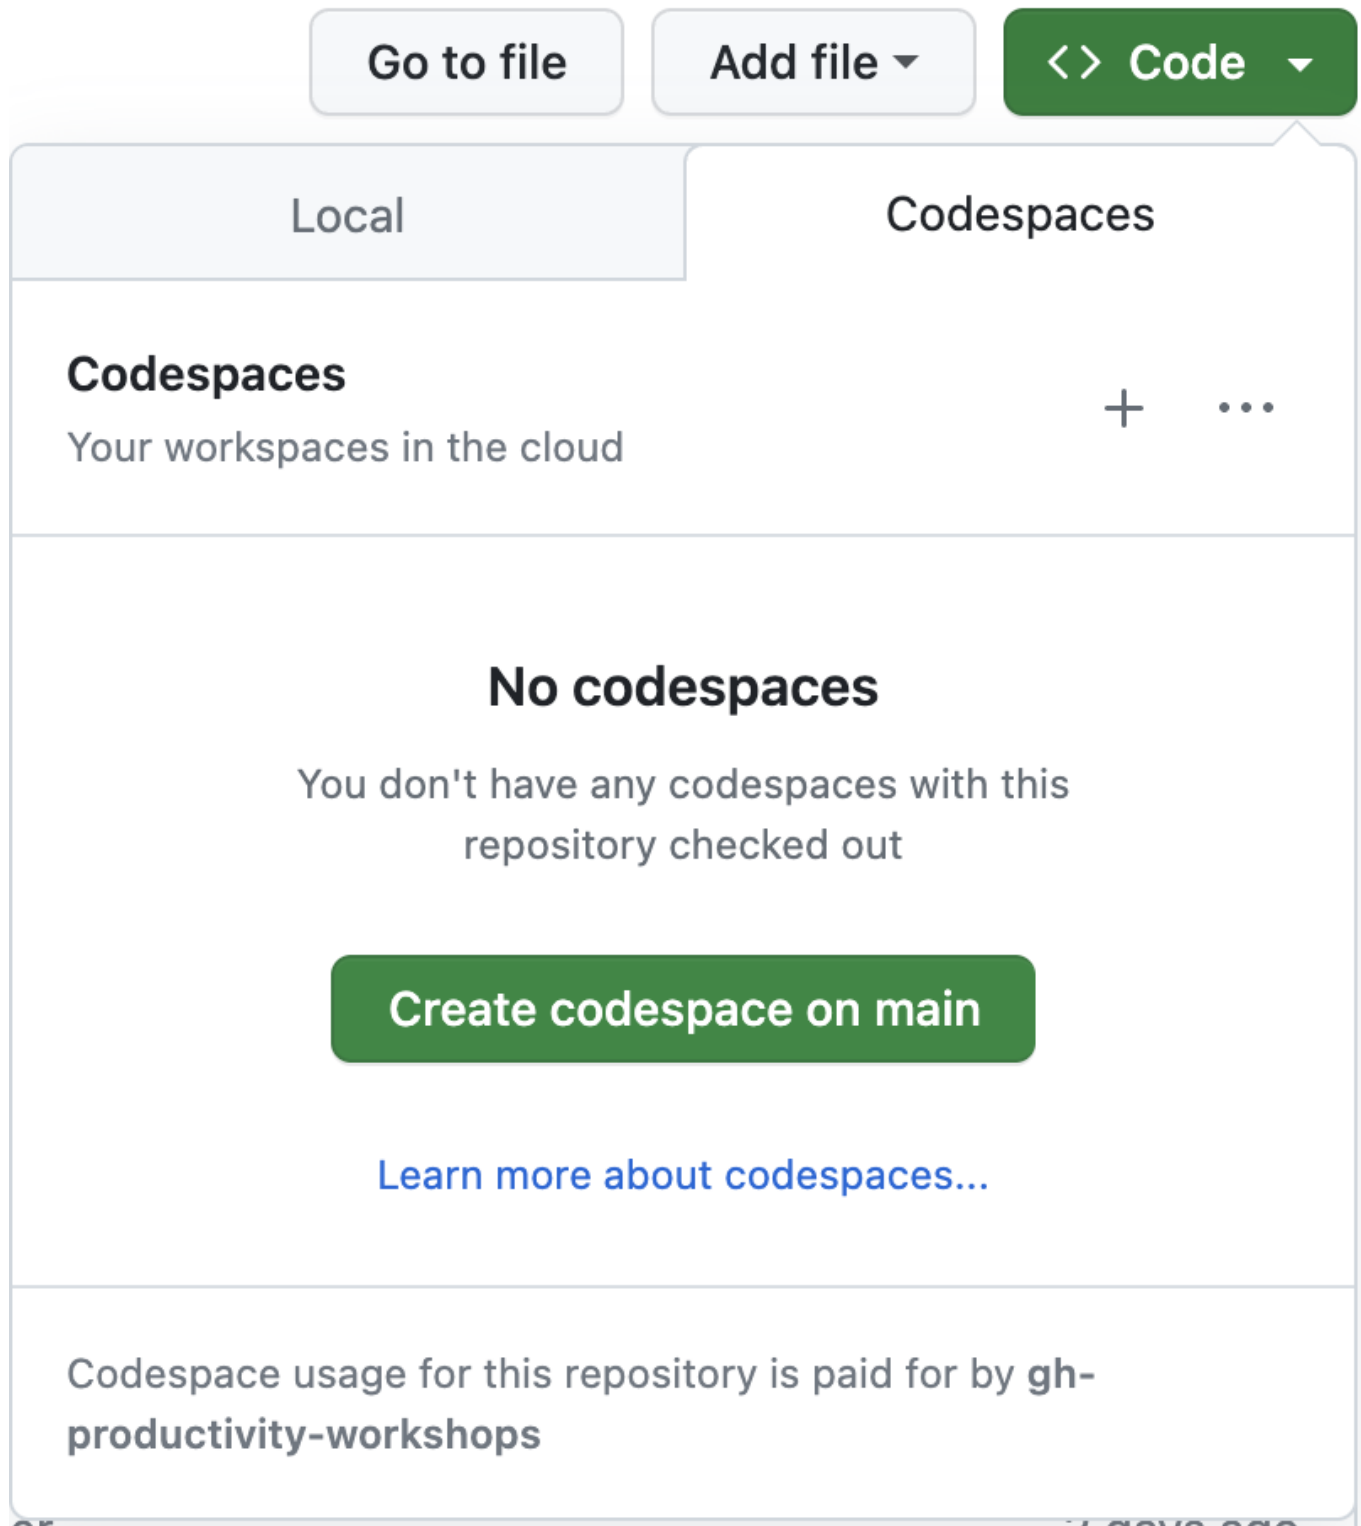 Go to file
Add file
<> Code
Local
Codespaces
Codespaces
Your workspaces in the cloud
No codespaces
You don't have any codespaces with this
repository checked out
Create codespace on main
Learn more about codespaces...
Codespace usage for this repository is paid for by gh-
productivity-workshops
days ago